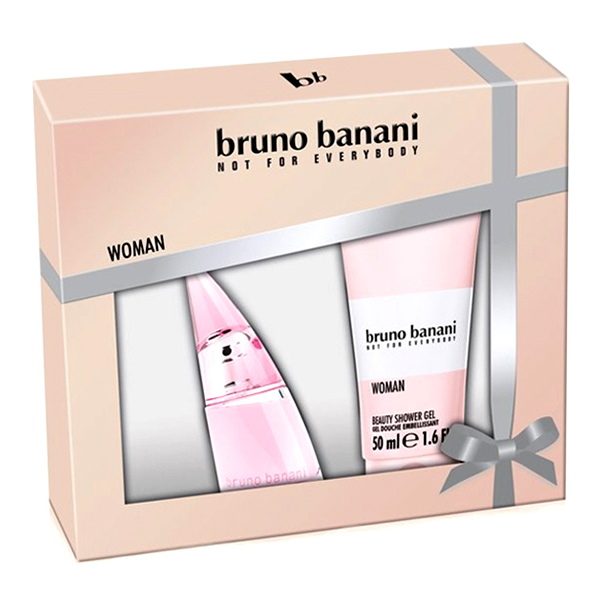 bb
bruno banani
NOT FOR EVERYBODY
WOMAN
bruno banani
bruno banani
NOT FOR EVERYBODY
WOMAN
BEAUTY SHOWER GEL
GEL DOUCHE EMBELLISSANT
50 ml e 1.6 F